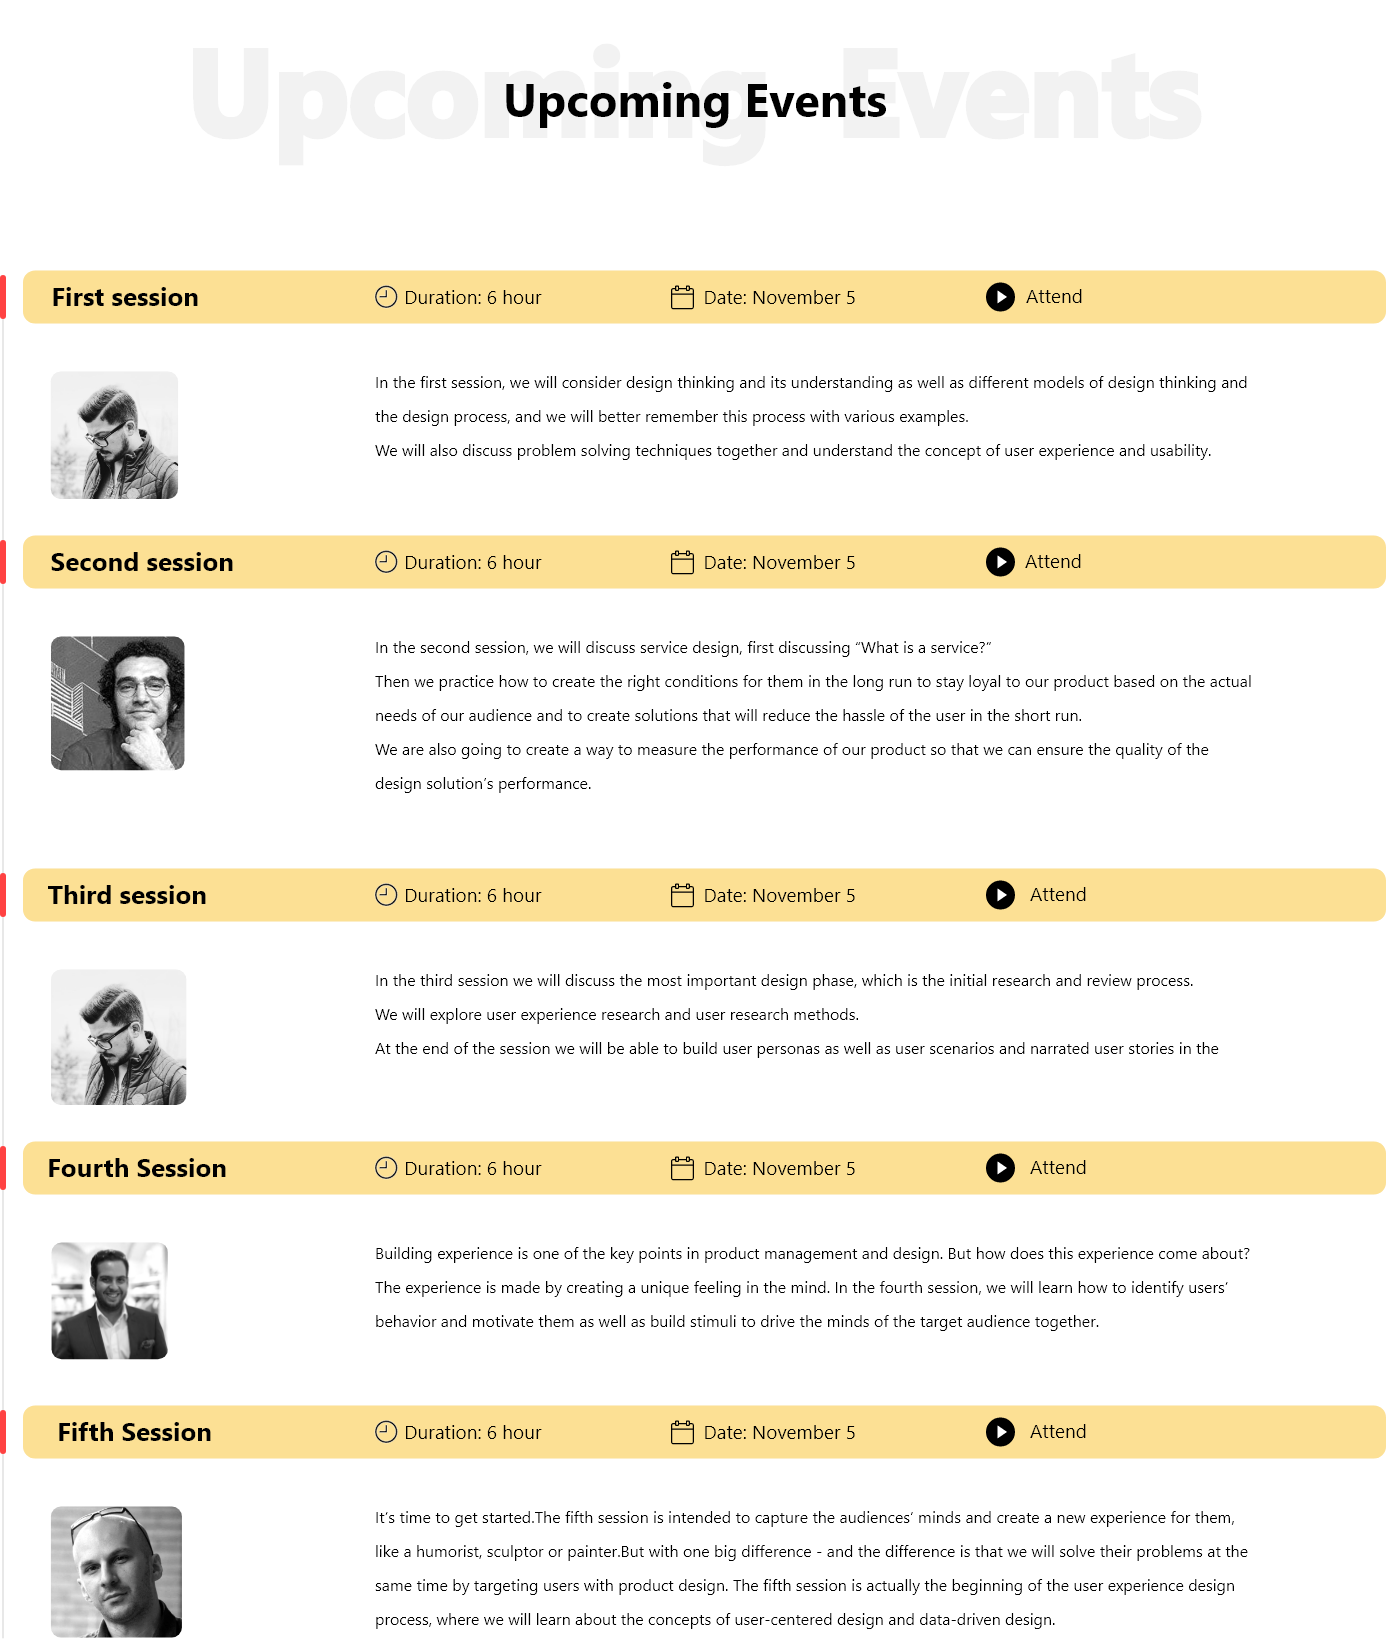 Upcoming Events
Upcoming Events
First session
Duration: 6 hour
Date: November 5
Attend
In the first session, we will consider design thinking and its understanding as well as different models of design thinking and
the design process, and we will better remember this process with various examples.
We will also discuss problem solving techniques together and understand the concept of user experience and usability.
Second session
Duration: 6 hour
Date: November 5
Attend
In the second session, we will discuss service design, first discussing “What is a service?”
Then we practice how to create the right conditions for them in the long run to stay loyal to our product based on the actual
needs of our audience and to create solutions that will reduce the hassle of the user in the short run.
We are also going to create a way to measure the performance of our product so that we can ensure the quality of the
design solution’s performance.
Third session
Duration: 6 hour
Date: November 5
Attend
In the third session we will discuss the most important design phase, which is the initial research and review process.
We will explore user experience research and user research methods.
At the end of the session we will be able to build user personas as well as user scenarios and narrated user stories in the
Fourth Session
Duration: 6 hour
Date: November 5
Attend
Building experience is one of the key points in product management and design. But how does this experience come about?
The experience is made by creating a unique feeling in the mind. In the fourth session, we will learn how to identify users’
behavior and motivate them as well as build stimuli to drive the minds of the target audience together.
Fifth Session
Duration: 6 hour
Date: November 5
Attend
It’s time to get started.The fifth session is intended to capture the audiences’ minds and create a new experience for them,
like a humorist, sculptor or painter.But with one big difference - and the difference is that we will solve their problems at the
same time by targeting users with product design. The fifth session is actually the beginning of the user experience design
process, where we will learn about the concepts of user-centered design and data-driven design.